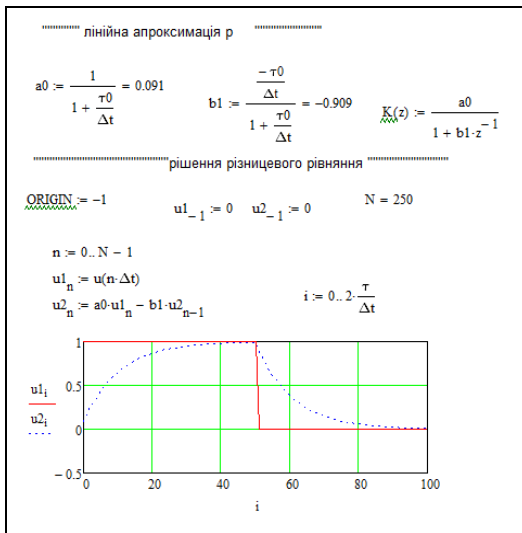 """""""" лінійна апроксимація p """"""""""""""
a0 := 1 / (1 + τ0/Δt) = 0.091
b1 := (-τ0/Δt) / (1 + τ0/Δt) = -0.909
K(z) := a0 / (1 + b1·z^-1)
""""""""""""""""""""""""""""""рішення різницевого рівняння """"""""""""""""""
ORIGIN := -1
u1_-1 := 0 u2_-1 := 0
N = 250
n := 0.. N - 1
u1_n := u(n·Δt)
u2_n := a0·u1_n - b1·u2_n-1
i := 0.. 2·τ/Δt
1
0.5
0
-0.5
u1_i
u2_i
0 20 40 60 80 100
i